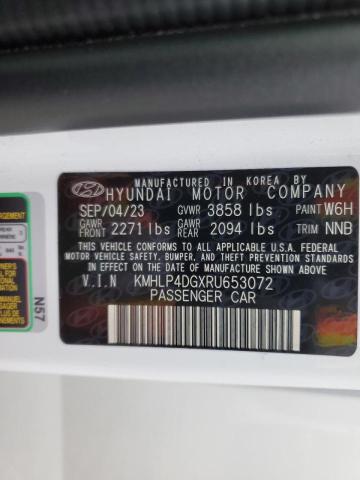 MANUFACTURED IN KOREA BY
HYUNDAI MOTOR COMPANY
SEP/04/23 GVWR 3858 lbs PAINT W6H
GAWR FRONT 2271 lbs GAWR REAR 2094 lbs TRIM NNB
THIS VEHICLE CONFORMS TO ALL APPLICABLE U.S.A. FEDERAL
MOTOR VEHICLE SAFETY, BUMPER, AND THEFT PREVENTION STANDARDS
IN EFFECT ON THE DATE OF MANUFACTURE SHOWN ABOVE.
V.I.N KMHLP4DGXRU653072
PASSENGER CAR
N57